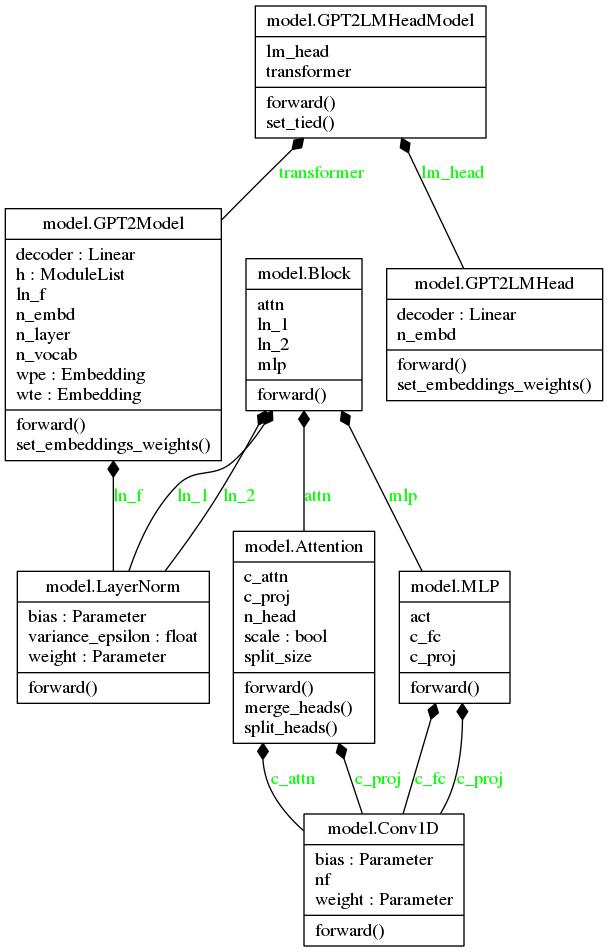 model.GPT2LMHeadModel
lm_head
transformer
forward()
set_tied()
transformer
lm_head
model.GPT2Model
decoder : Linear
h : ModuleList
ln_f
n_embd
n_layer
n_vocab
wpe : Embedding
wte : Embedding
forward()
set_embeddings_weights()
model.Block
attn
ln_1
ln_2
mlp
forward()
model.GPT2LMHead
decoder : Linear
n_embd
forward()
set_embeddings_weights()
ln_f
ln_1
ln_2
attn
mlp
model.LayerNorm
bias : Parameter
variance_epsilon : float
weight : Parameter
forward()
model.Attention
c_attn
c_proj
n_head
scale : bool
split_size
forward()
merge_heads()
split_heads()
model.MLP
act
c_fc
c_proj
forward()
c_attn
c_proj
c_fc
c_proj
model.Conv1D
bias : Parameter
nf
weight : Parameter
forward()